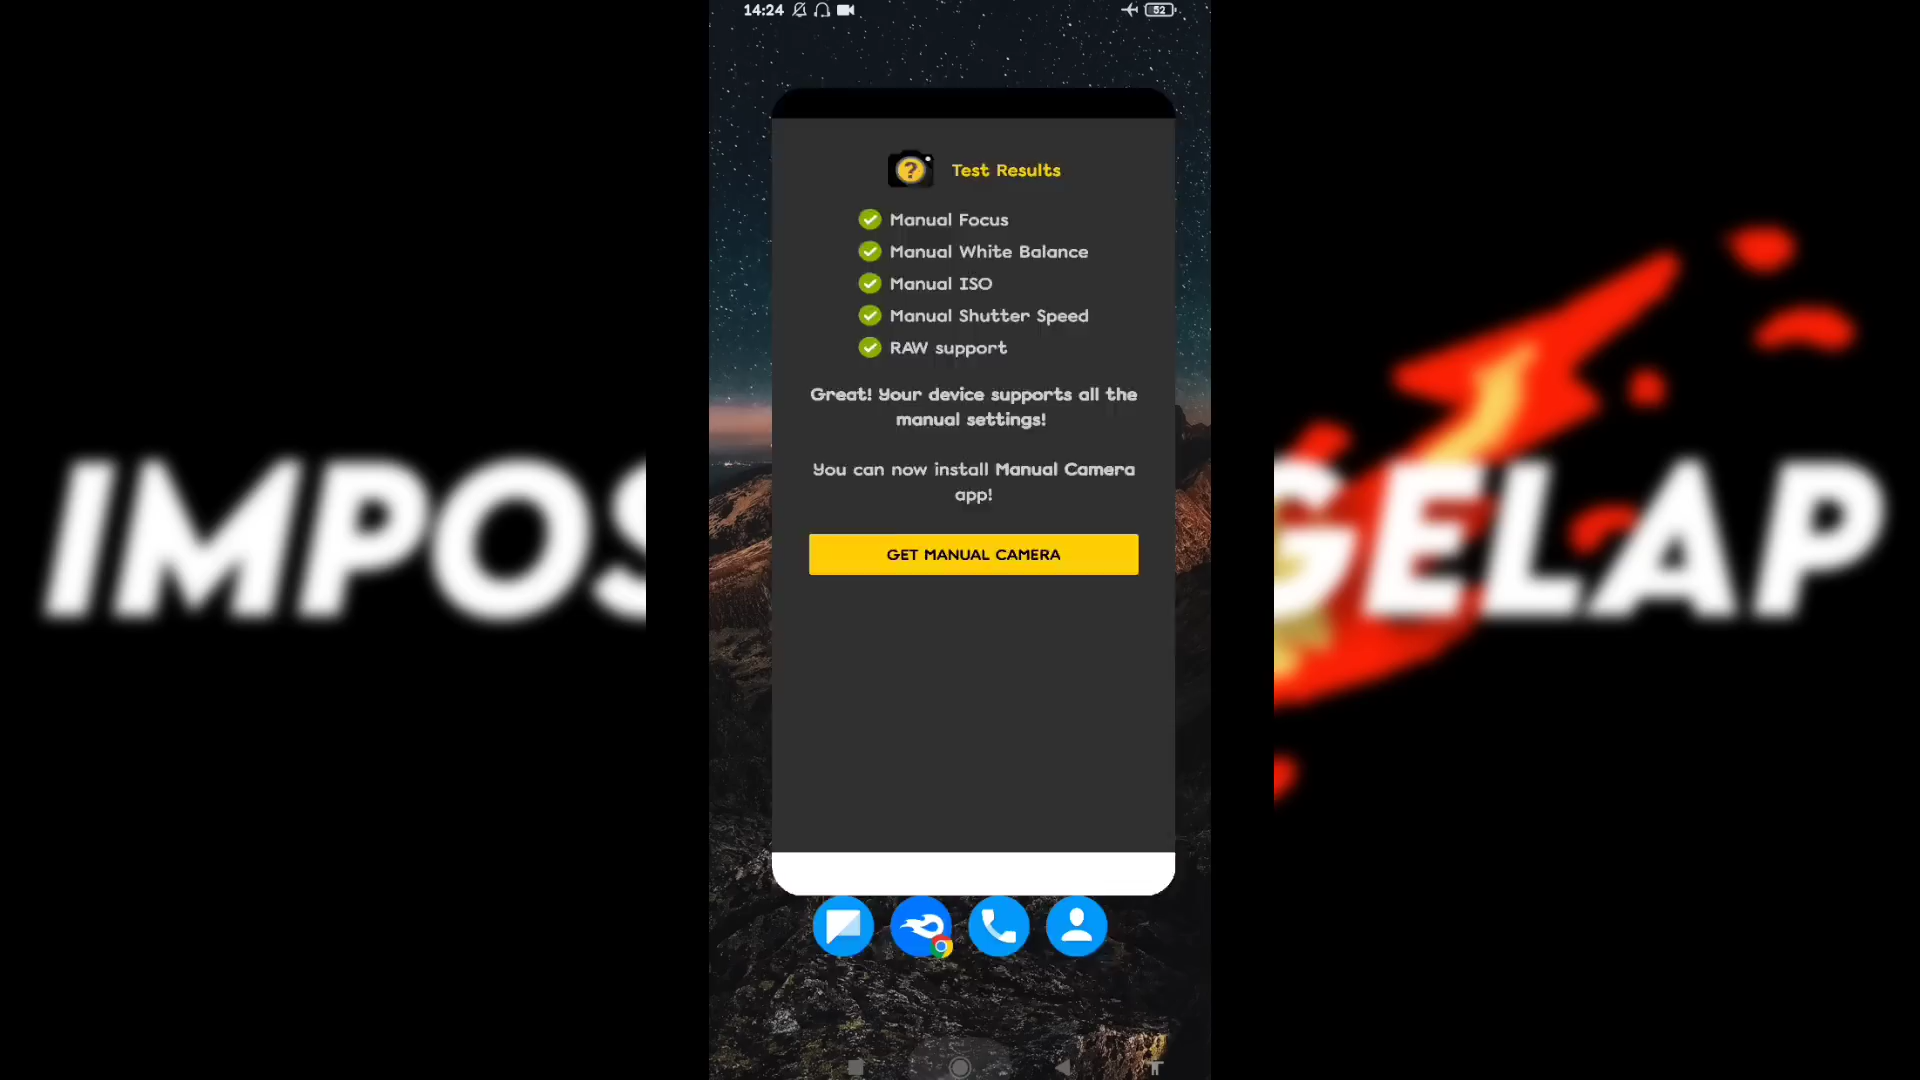 14:24
52
Test Results
Manual Focus
Manual White Balance
Manual ISO
Manual Shutter Speed
RAW support
Great! Your device supports all the
manual settings!
You can now install Manual Camera
app!
GET MANUAL CAMERA
IMPOS
GELAP